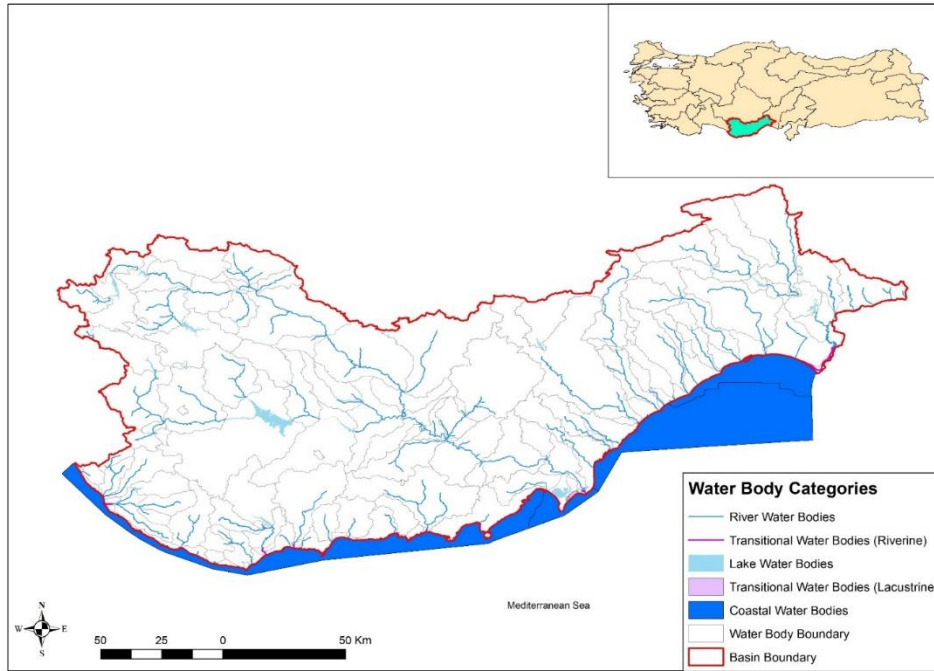 Mediterranean Sea
N
W
E
S
50 25 0 50 Km
Water Body Categories
River Water Bodies
Transitional Water Bodies (Riverine)
Lake Water Bodies
Transitional Water Bodies (Lacustrine
Coastal Water Bodies
Water Body Boundary
Basin Boundary